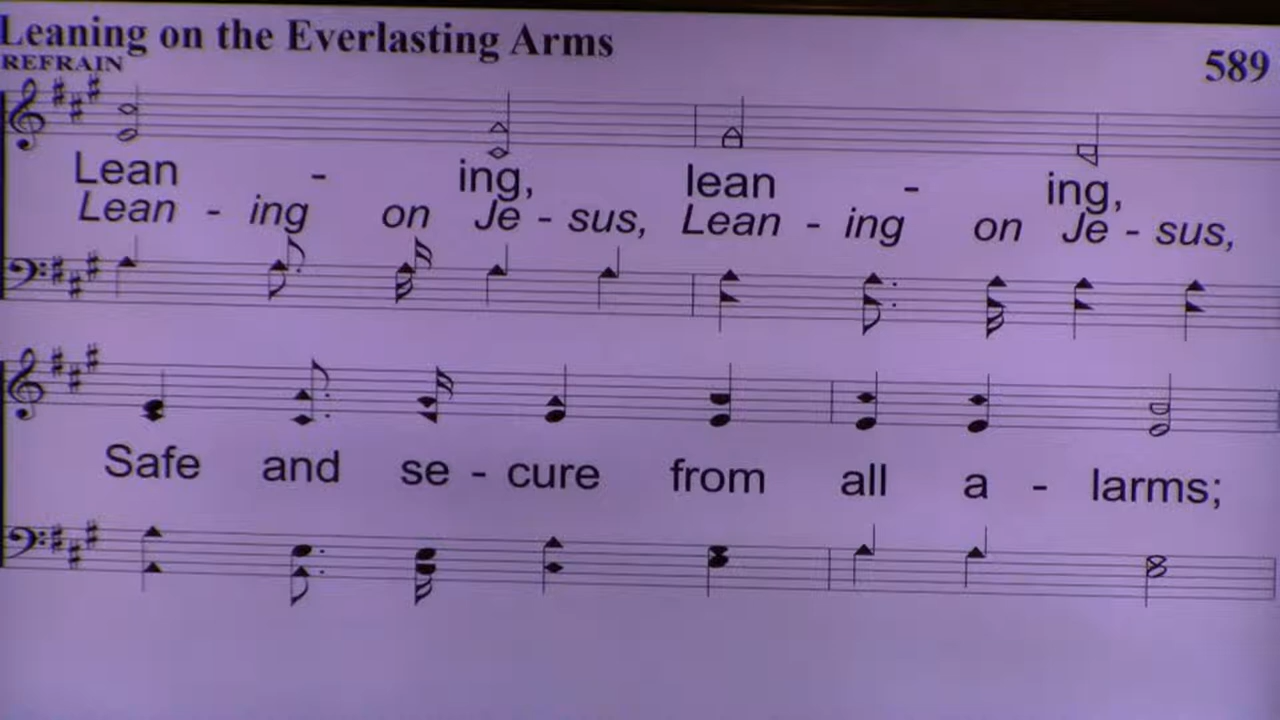 Leaning on the Everlasting Arms
589
REFRAIN
Lean - ing, lean - ing,
Lean - ing on Je - sus, Lean - ing on Je - sus,
Safe and se - cure from all a - larms;